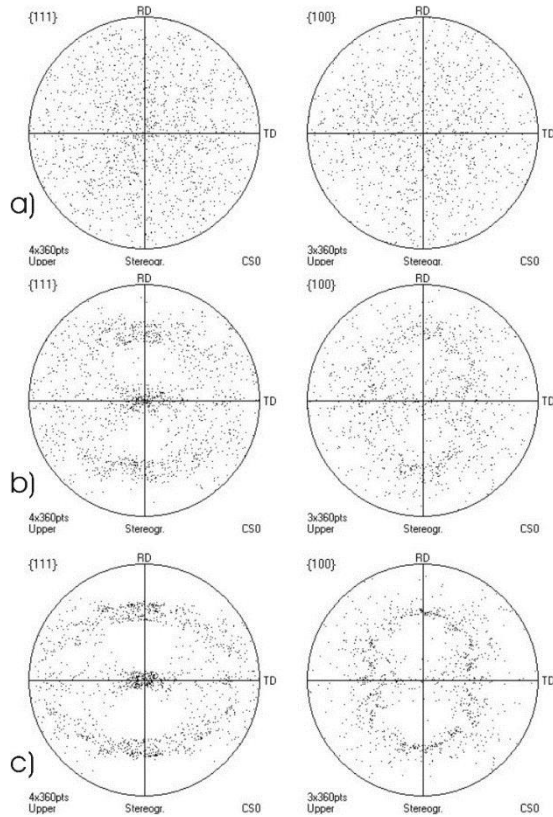 {111}
RD
{100}
RD
TD
TD
a)
4x360pts
Upper
Stereogr.
CS0
3x360pts
Upper
Stereogr.
CS0
{111}
RD
{100}
RD
TD
TD
b)
4x360pts
Upper
Stereogr.
CS0
3x360pts
Upper
Stereogr.
CS0
{111}
RD
{100}
RD
TD
TD
c)
4x360pts
Upper
Stereogr.
CS0
3x360pts
Upper
Stereogr.
CS0